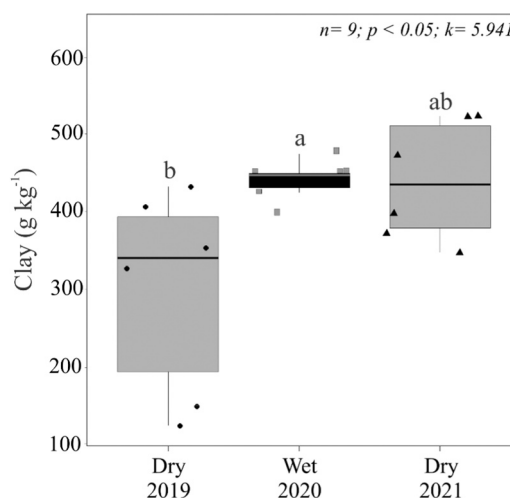 n= 9; p < 0.05; k= 5.941
600
500
400
300
200
100
Clay (g kg⁻¹)
b
a
ab
Dry
2019
Wet
2020
Dry
2021